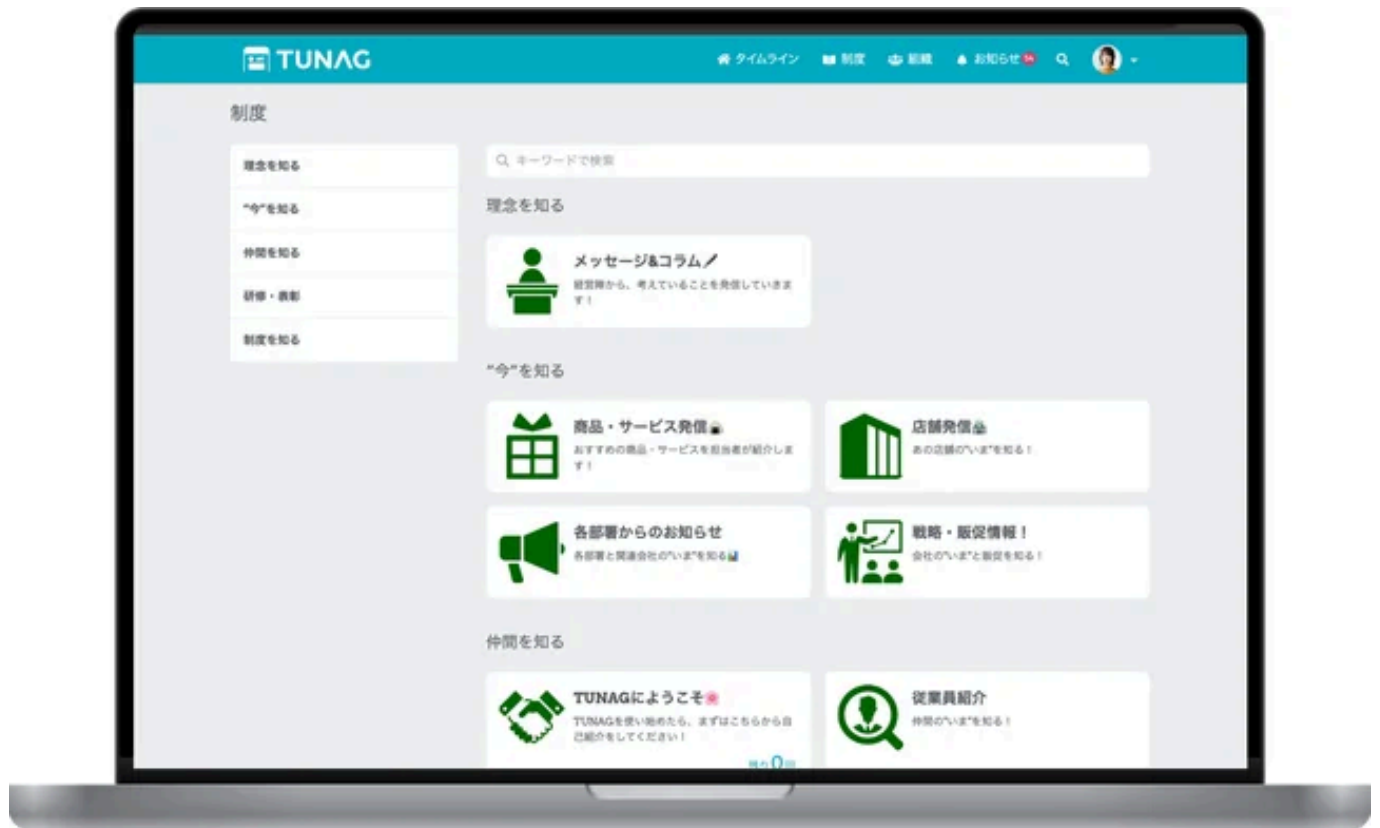 TUNAG
タイムライン 制度 組織 お知らせ
制度
理念を知る
“今”を知る
仲間を知る
研修・表彰
制度を知る
キーワードで検索
理念を知る
メッセージ&コラム
経営陣から、考えていることを発信していきま
す！
“今”を知る
商品・サービス発信
おすすめの商品・サービスを担当者が紹介しま
す！
店舗発信
あの店舗の“いま”を知る！
各部署からのお知らせ
各部署と関連会社の“いま”を知る
戦略・販促情報！
会社の“いま”と販促を知る！
仲間を知る
TUNAGにようこそ
TUNAGを使い始めたら、まずはこちらから自
己紹介をしてください！
残り0回
従業員紹介
仲間の“いま”を知る！